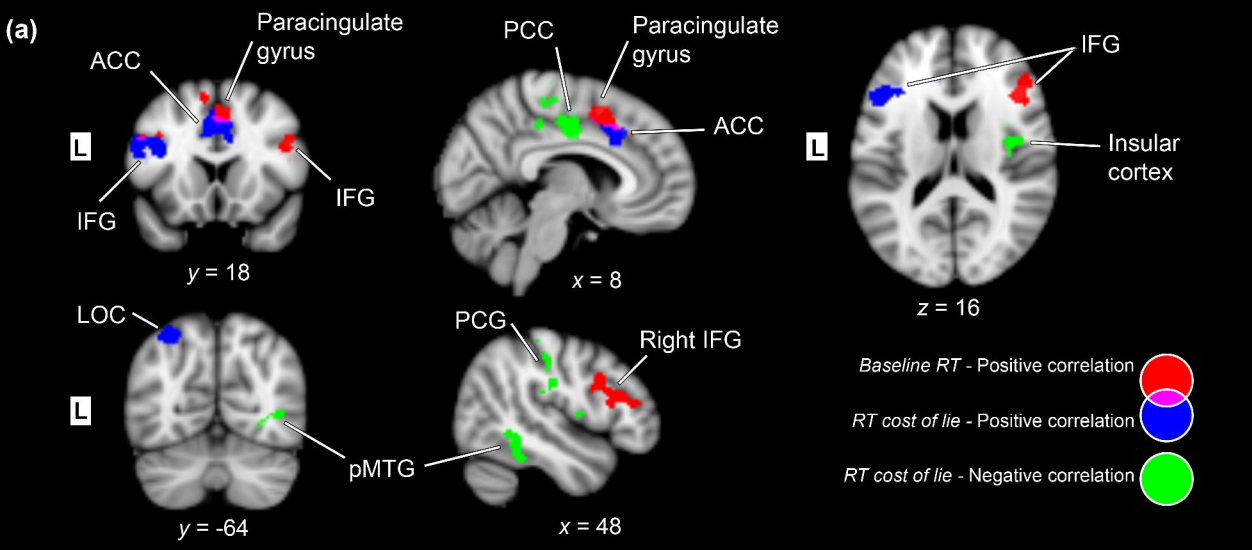 (a)
Paracingulate
gyrus
ACC
L
IFG
IFG
y = 18
PCC
Paracingulate
gyrus
ACC
x = 8
IFG
L
Insular
cortex
z = 16
LOC
L
pMTG
y = -64
PCG
Right IFG
x = 48
Baseline RT - Positive correlation
RT cost of lie - Positive correlation
RT cost of lie - Negative correlation